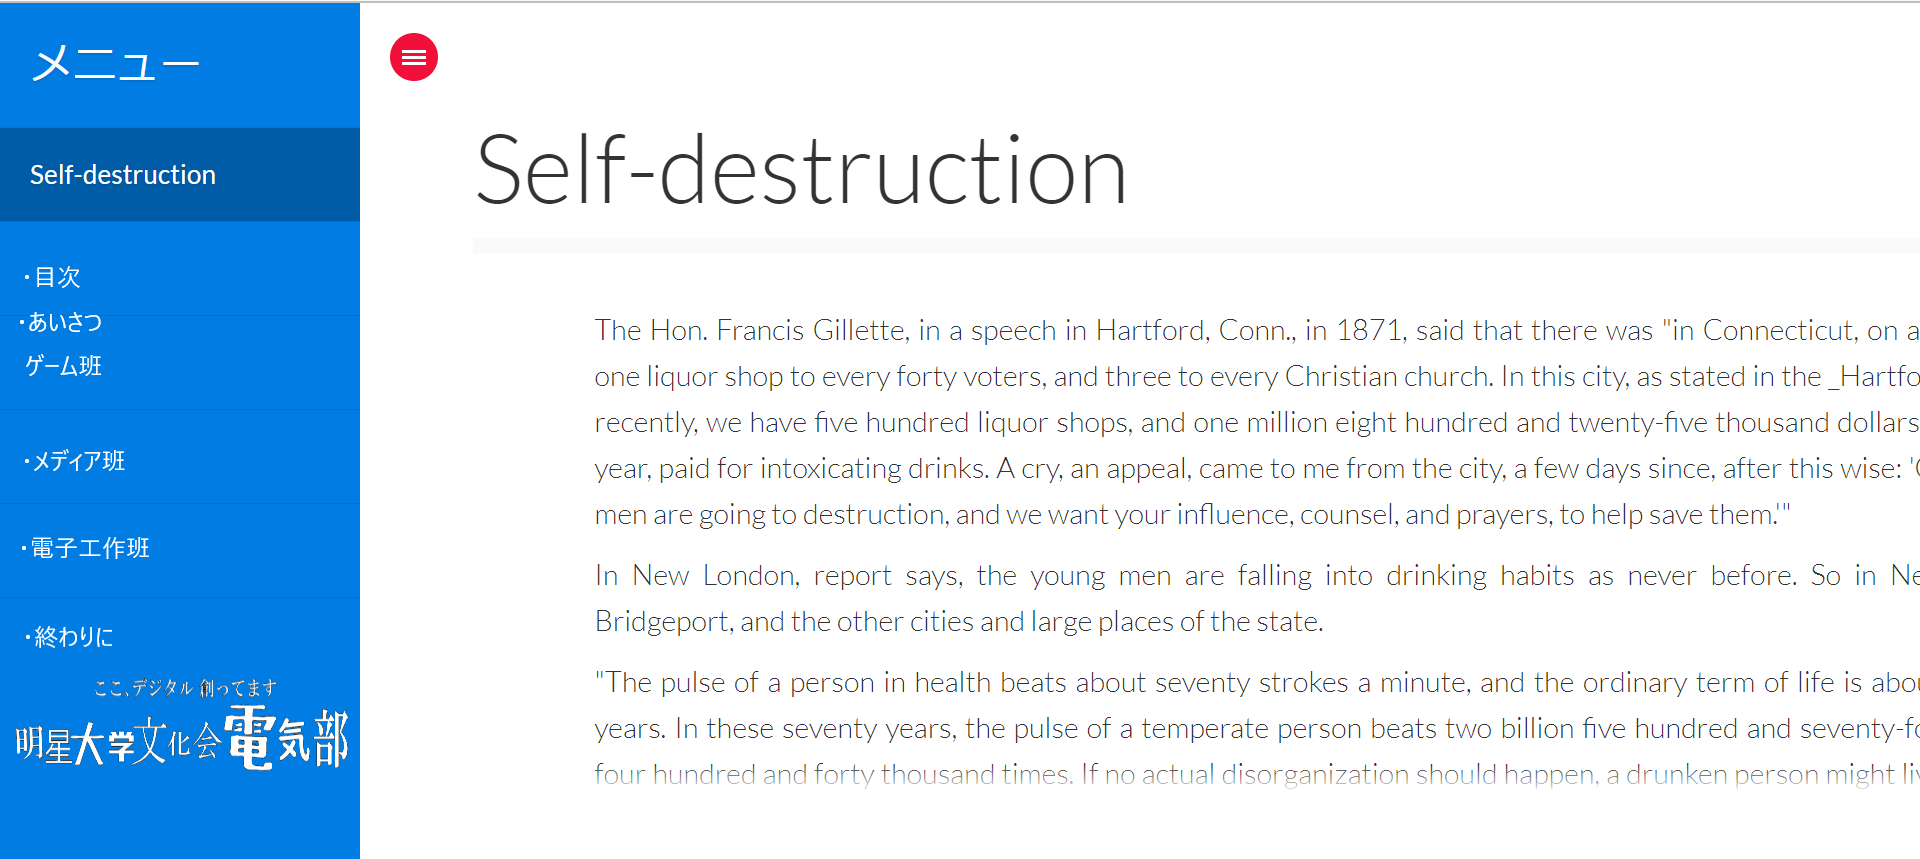 メニュー
Self-destruction
・目次
・あいさつ
ゲーム班
・メディア班
・電子工作班
・終わりに
ここ、デジタル 創ってます
明星大学文化会電気部
Self-destruction
The Hon. Francis Gillette, in a speech in Hartford, Conn., in 1871, said that there was "in Connecticut, on a
one liquor shop to every forty voters, and three to every Christian church. In this city, as stated in the _Hartfo
recently, we have five hundred liquor shops, and one million eight hundred and twenty-five thousand dollars
year, paid for intoxicating drinks. A cry, an appeal, came to me from the city, a few days since, after this wise: '
men are going to destruction, and we want your influence, counsel, and prayers, to help save them.'"
In New London, report says, the young men are falling into drinking habits as never before. So in Ne
Bridgeport, and the other cities and large places of the state.
"The pulse of a person in health beats about seventy strokes a minute, and the ordinary term of life is abou
years. In these seventy years, the pulse of a temperate person beats two billion five hundred and seventy-fo
four hundred and forty thousand times. If no actual disorganization should happen, a drunken person might liv